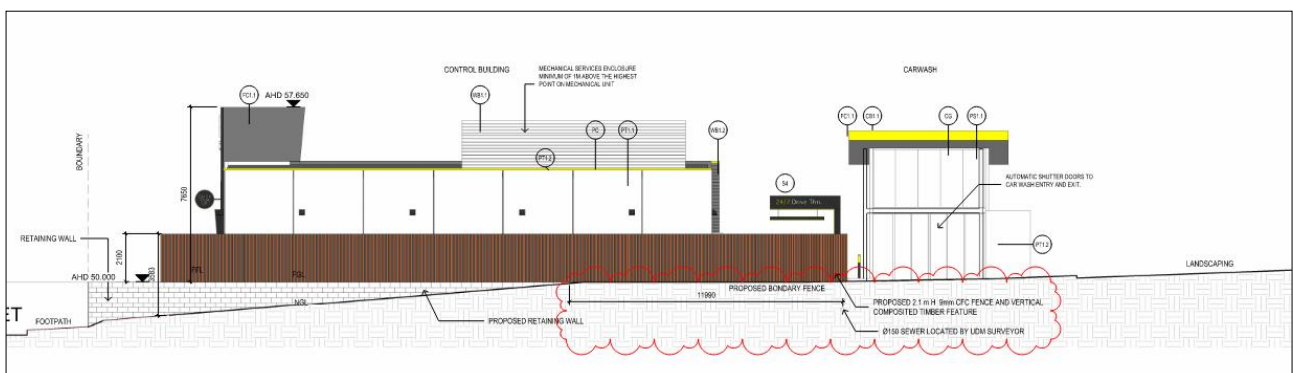 CONTROL BUILDING
MECHANICAL SERVICES ENCLOSURE
MINIMUM OF 1M ABOVE THE HIGHEST
POINT ON MECHANICAL UNIT
CARWASH
FC1.1
AHD 57.650
WB1.1
PC
PT1.1
WB1.2
PT1.2
FC1.1
CB1.1
CG
PS1.1
BOUNDARY
7650
S4
24/7 Drive Thru
AUTOMATIC SHUTTER DOORS TO
CAR WASH ENTRY AND EXIT.
RETAINING WALL
2100
PT1.2
AHD 50.000
FFL
FGL
LANDSCAPING
PROPOSED BONDARY FENCE
11990
NGL
PROPOSED 2.1 m H 9mm CFC FENCE AND VERTICAL
COMPOSITED TIMBER FEATURE
ET
FOOTPATH
PROPOSED RETAINING WALL
Ø150 SEWER LOCATED BY UDM SURVEYOR